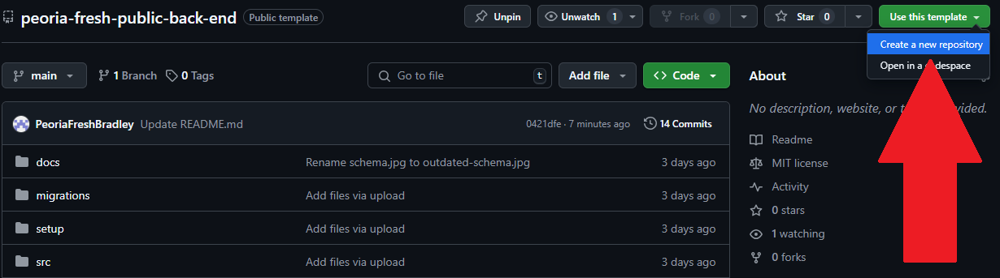 peoria-fresh-public-back-end Public template Unpin Unwatch 1 Fork 0 Star 0 Use this template
Create a new repository
Open in a codespace
main 1 Branch 0 Tags Go to file t Add file Code About
No description, website, or
PeoriaFreshBradley Update README.md 0421dfe · 7 minutes ago 14 Commits
Readme
docs Rename schema.jpg to outdated-schema.jpg 3 days ago
MIT license
Activity
migrations Add files via upload 3 days ago
0 stars
setup Add files via upload 3 days ago
1 watching
0 forks
src Add files via upload 3 days ago